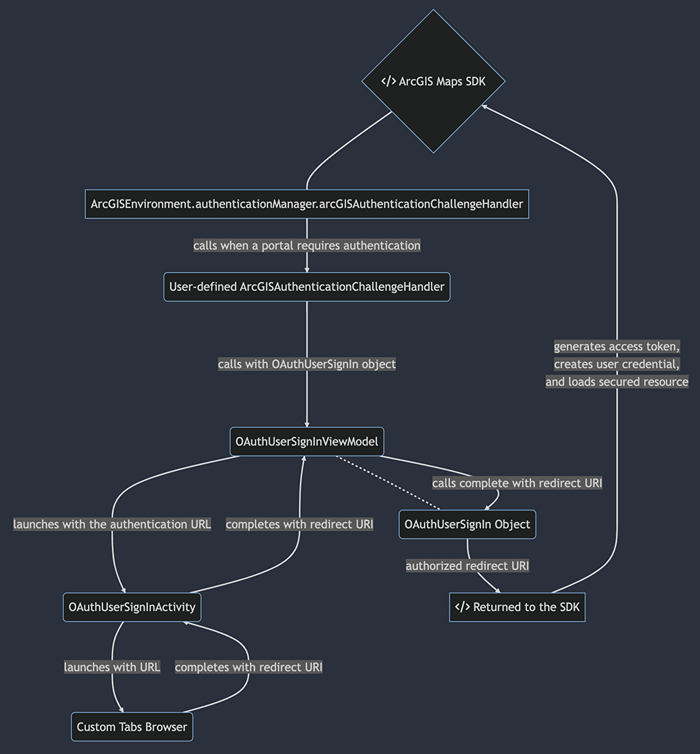 </> ArcGIS Maps SDK
ArcGISEnvironment.authenticationManager.arcGISAuthenticationChallengeHandler
calls when a portal requires authentication
User-defined ArcGISAuthenticationChallengeHandler
generates access token,
creates user credential,
and loads secured resource
calls with OAuthUserSignIn object
OAuthUserSignInViewModel
calls complete with redirect URI
launches with the authentication URL
completes with redirect URI
OAuthUserSignIn Object
authorized redirect URI
OAuthUserSignInActivity
</> Returned to the SDK
launches with URL
completes with redirect URI
Custom Tabs Browser